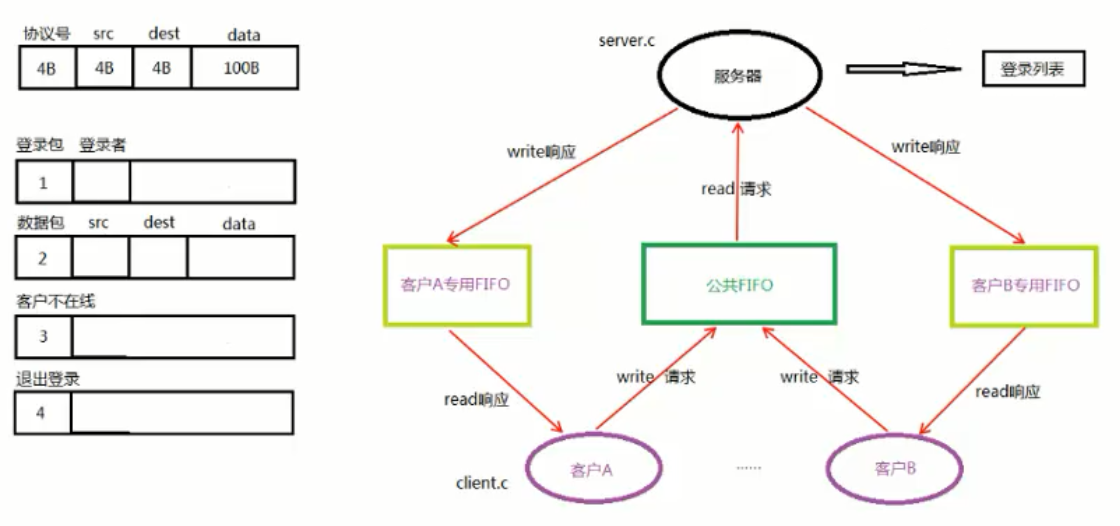 协议号 src dest data
4B 4B 4B 100B
登录包 登录者
1
数据包 src dest data
2
客户不在线
3
退出登录
4
server.c
服务器
登录列表
write响应
read 请求
write响应
客户A专用FIFO
公共FIFO
客户B专用FIFO
read响应
write 请求
write 请求
read响应
client.c
客户A
......
客户B